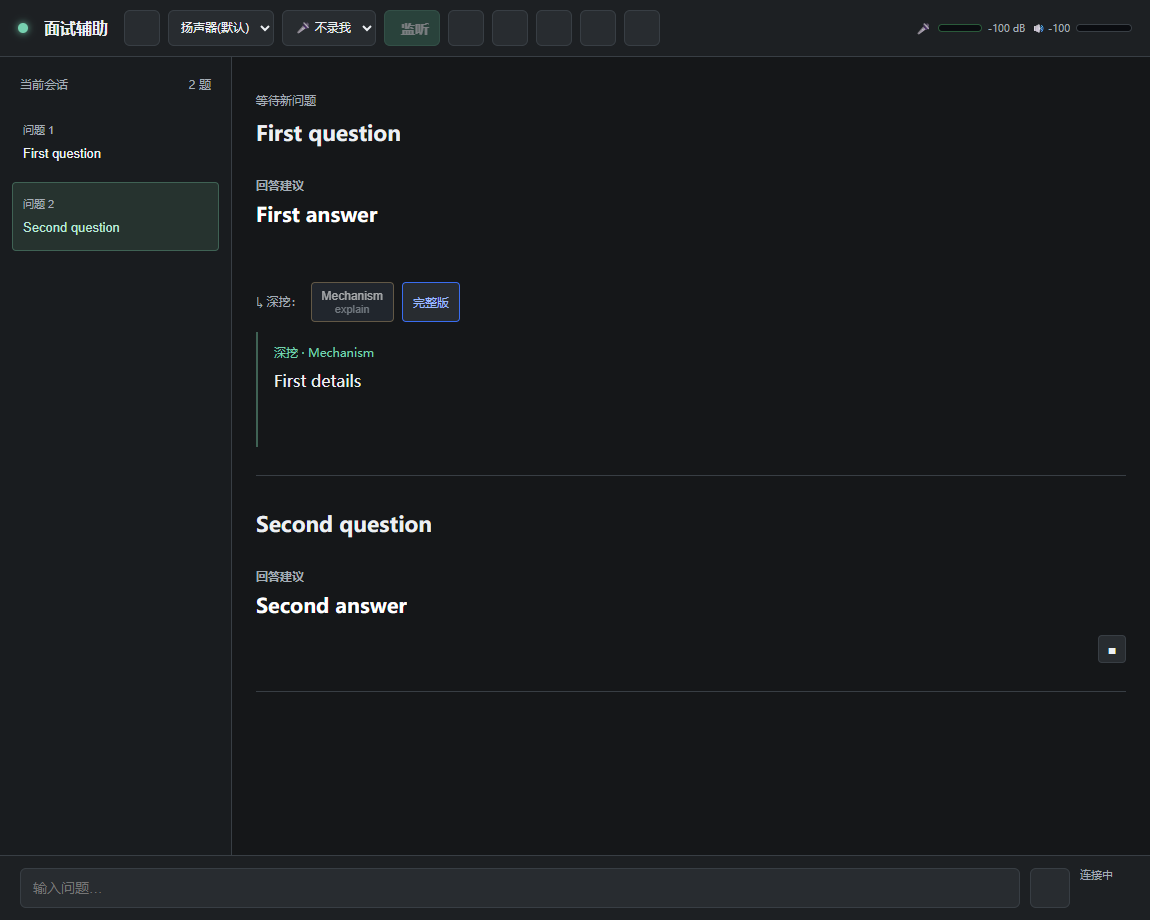 面试辅助
扬声器(默认)
不录我
监听
-100 dB
-100
当前会话
2 题
问题 1
First question
问题 2
Second question
等待新问题
First question
回答建议
First answer
↳ 深挖:
Mechanism
explain
完整版
深挖 · Mechanism
First details
Second question
回答建议
Second answer
输入问题...
连接中